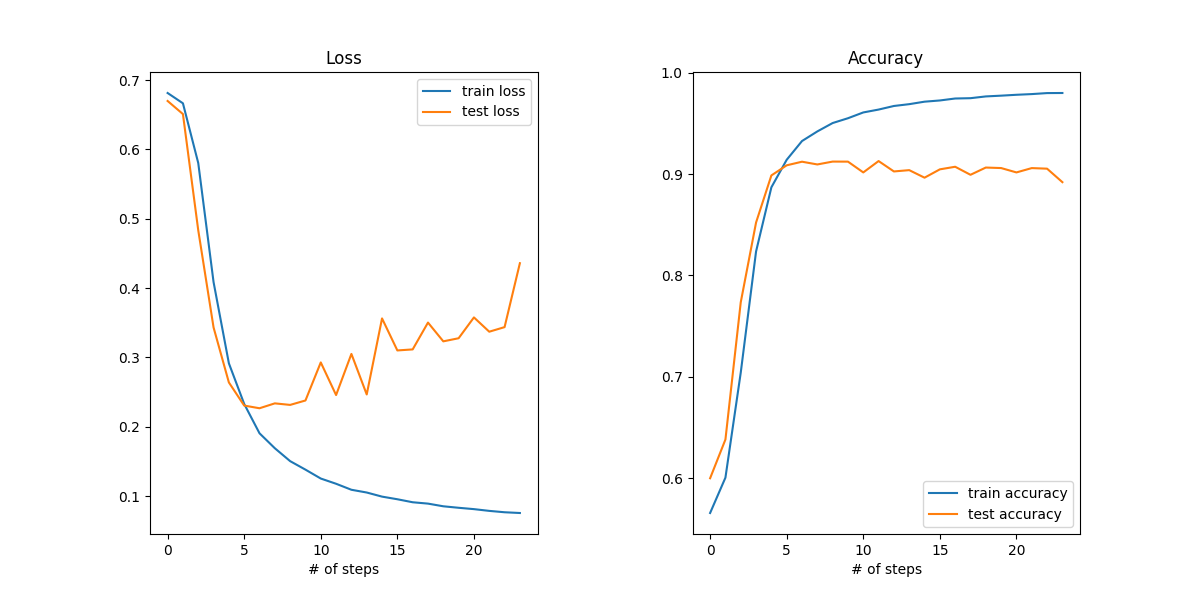 Loss
0.7
0.6
0.5
0.4
0.3
0.2
0.1
train loss
test loss
0 5 10 15 20
# of steps
Accuracy
1.0
0.9
0.8
0.7
0.6
train accuracy
test accuracy
0 5 10 15 20
# of steps